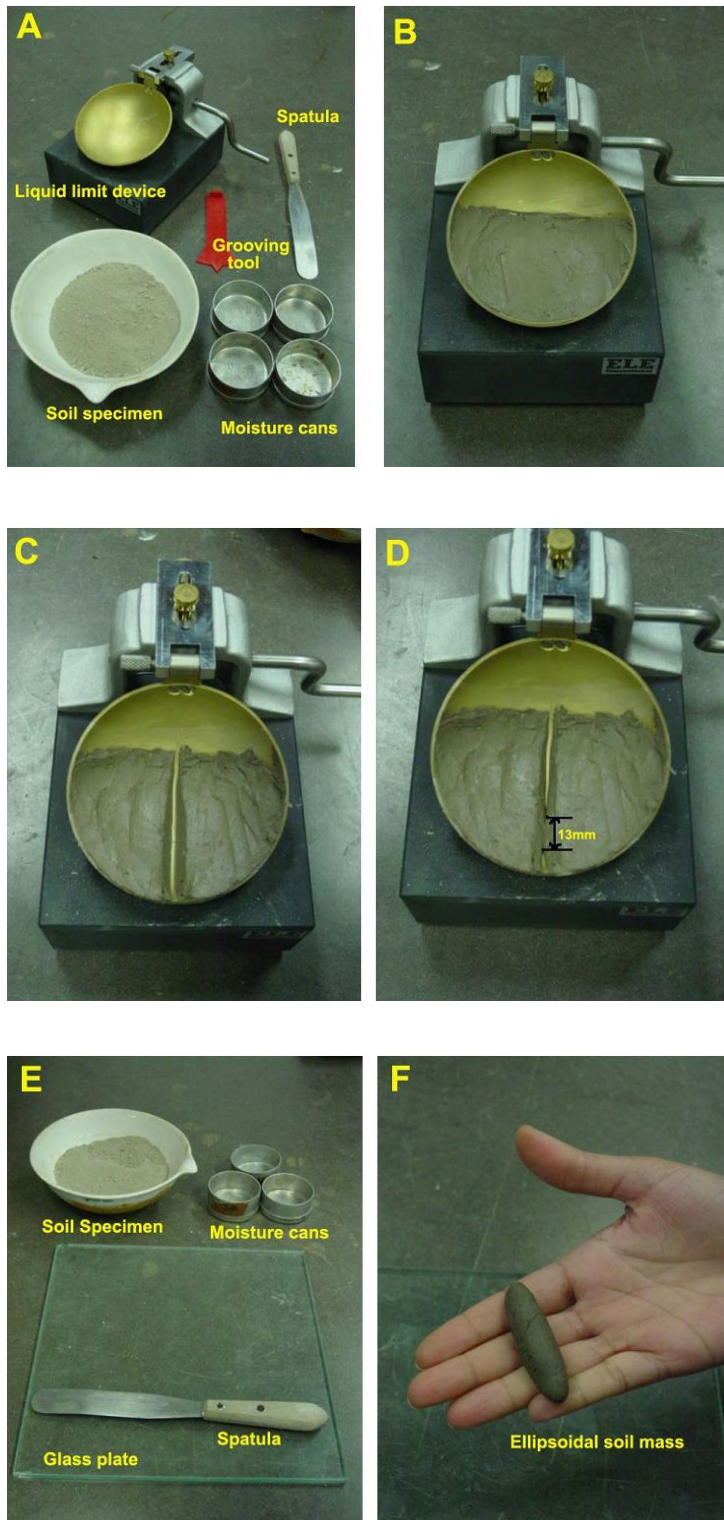 A
Spatula
Liquid limit device
Grooving
tool
Soil specimen
Moisture cans
B
ELE
C
D
13mm
E
Soil Specimen
Moisture cans
Spatula
Glass plate
F
Ellipsoidal soil mass